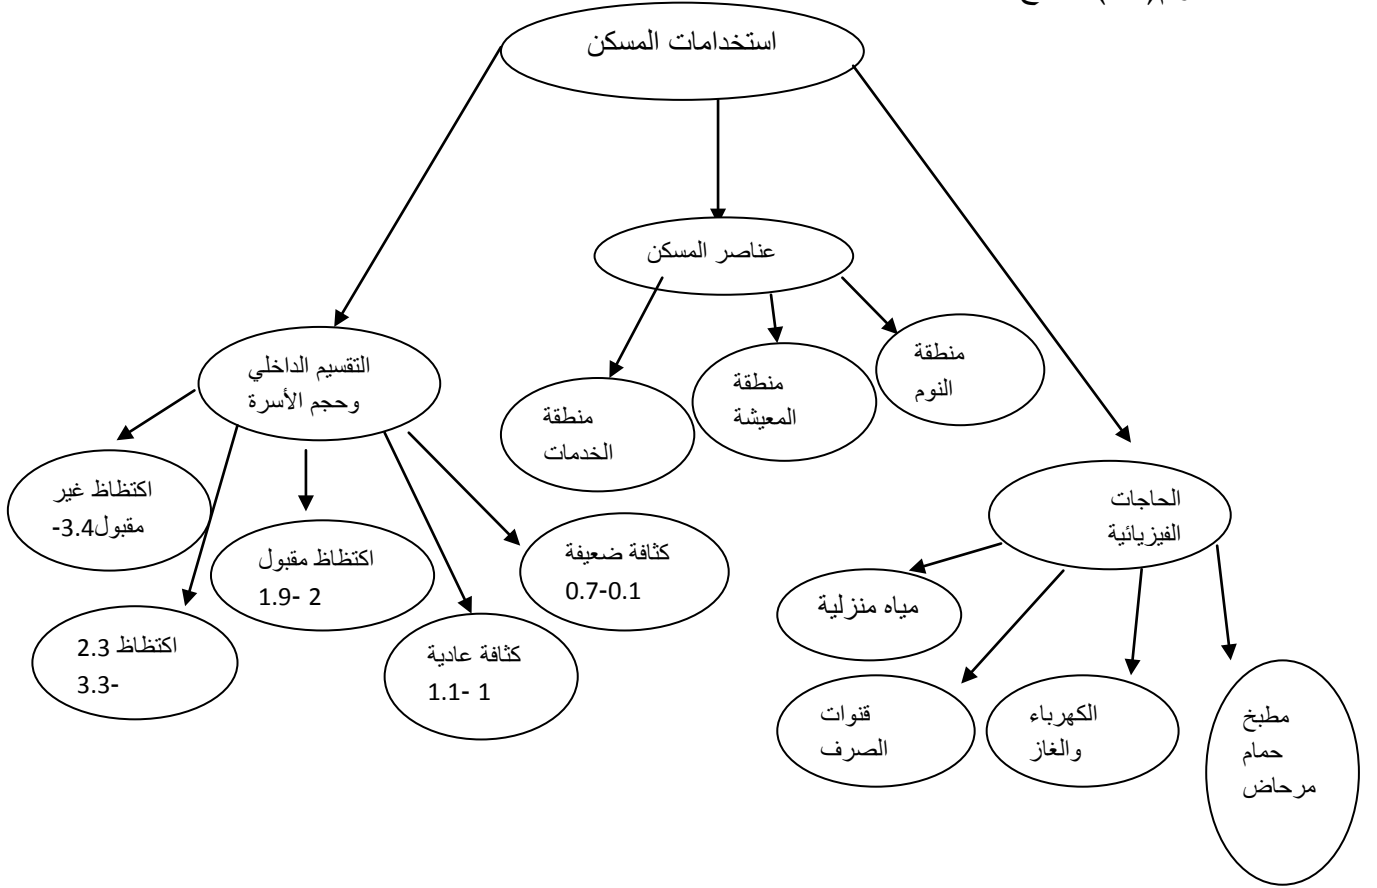 استخدامات المسكن
عناصر المسكن
منطقة
النوم
منطقة
المعيشة
منطقة
الخدمات
التقسيم الداخلي
وحجم الأسرة
اكتظاظ غير
مقبول3.4-
اكتظاظ 2.3
3.3-
اكتظاظ مقبول
1.9- 2
كثافة عادية
1.1- 1
كثافة ضعيفة
0.7-0.1
الحاجات
الفيزيائية
مياه منزلية
قنوات
الصرف
الكهرباء
والغاز
مطبخ
حمام
مرحاض